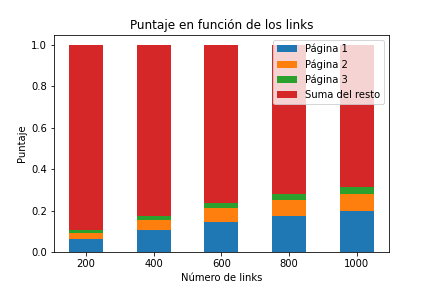 Puntaje en función de los links
Puntaje
1.0
0.8
0.6
0.4
0.2
0.0
Página 1
Página 2
Página 3
Suma del resto
200 400 600 800 1000
Número de links